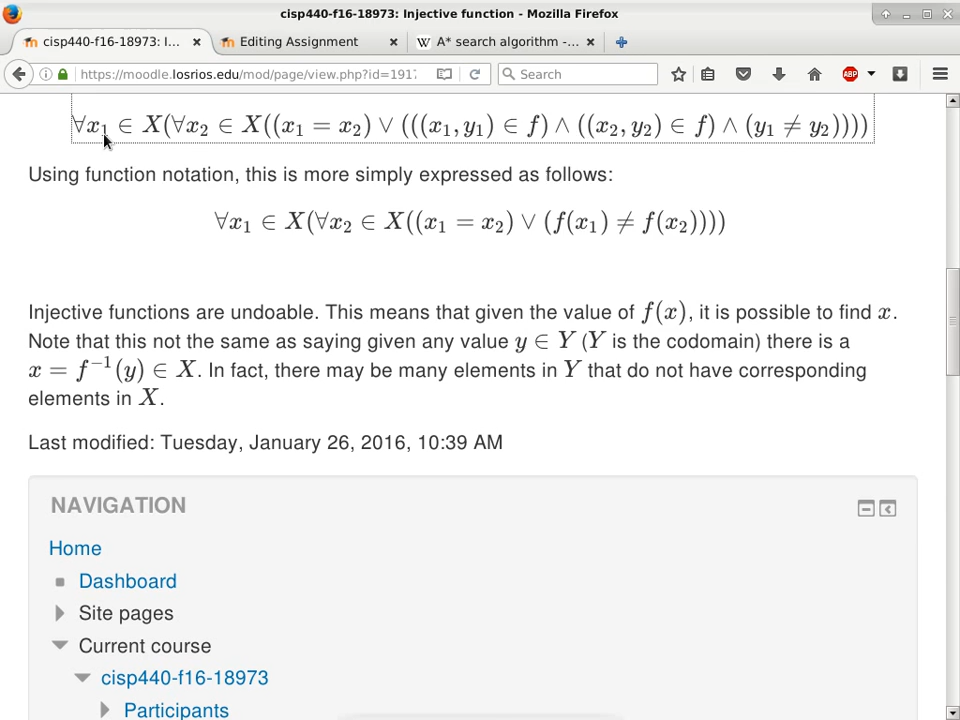 cisp440-f16-18973: Injective function - Mozilla Firefox
cisp440-f16-18973: I... Editing Assignment A* search algorithm -...
https://moodle.losrios.edu/mod/page/view.php?id=191 Search ABP
∀x₁ ∈ X(∀x₂ ∈ X((x₁ = x₂) ∨ (((x₁, y₁) ∈ f) ∧ ((x₂, y₂) ∈ f) ∧ (y₁ ≠ y₂))))
Using function notation, this is more simply expressed as follows:
∀x₁ ∈ X(∀x₂ ∈ X((x₁ = x₂) ∨ (f(x₁) ≠ f(x₂))))
Injective functions are undoable. This means that given the value of f(x), it is possible to find x.
Note that this not the same as saying given any value y ∈ Y (Y is the codomain) there is a
x = f⁻¹(y) ∈ X. In fact, there may be many elements in Y that do not have corresponding
elements in X.
Last modified: Tuesday, January 26, 2016, 10:39 AM
NAVIGATION
Home
Dashboard
Site pages
Current course
cisp440-f16-18973
Participants